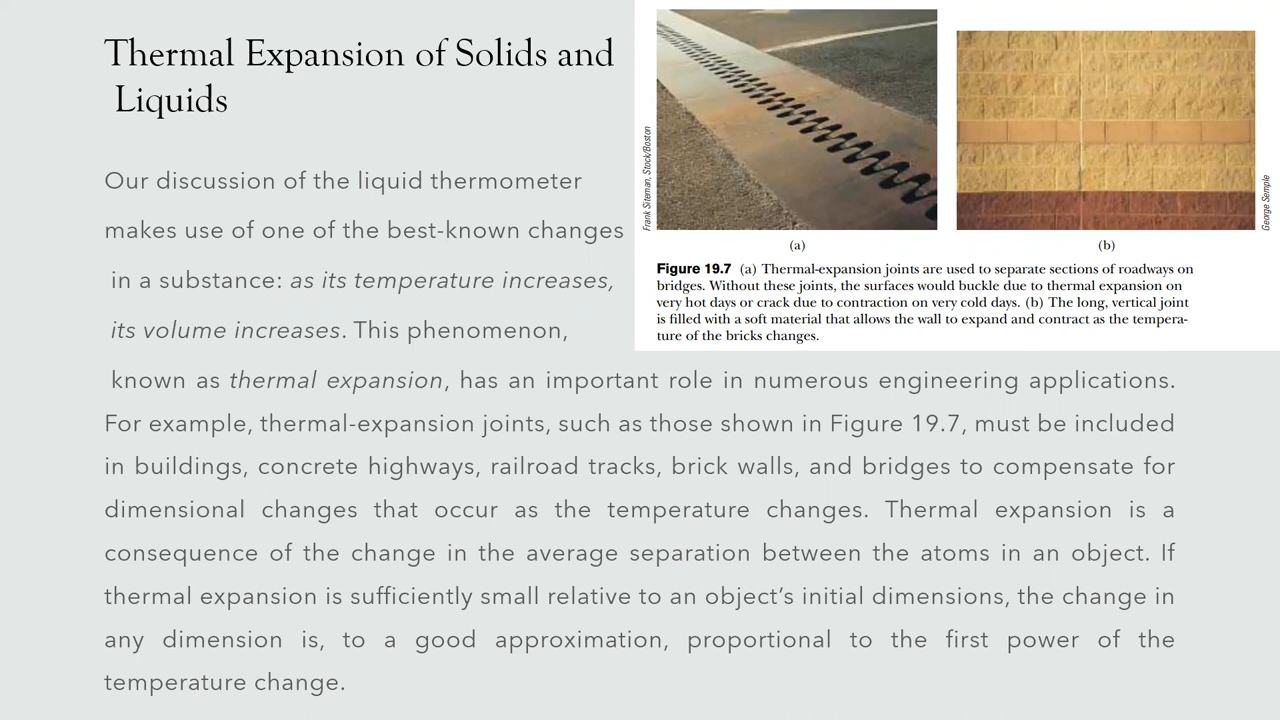 Thermal Expansion of Solids and
Liquids
Our discussion of the liquid thermometer
makes use of one of the best-known changes
in a substance: as its temperature increases,
its volume increases. This phenomenon,
known as thermal expansion, has an important role in numerous engineering applications.
For example, thermal-expansion joints, such as those shown in Figure 19.7, must be included
in buildings, concrete highways, railroad tracks, brick walls, and bridges to compensate for
dimensional changes that occur as the temperature changes. Thermal expansion is a
consequence of the change in the average separation between the atoms in an object. If
thermal expansion is sufficiently small relative to an object’s initial dimensions, the change in
any dimension is, to a good approximation, proportional to the first power of the
temperature change.
Frank Siteman, Stock/Boston
George Semple
(a)
(b)
Figure 19.7 (a) Thermal-expansion joints are used to separate sections of roadways on
bridges. Without these joints, the surfaces would buckle due to thermal expansion on
very hot days or crack due to contraction on very cold days. (b) The long, vertical joint
is filled with a soft material that allows the wall to expand and contract as the tempera-
ture of the bricks changes.